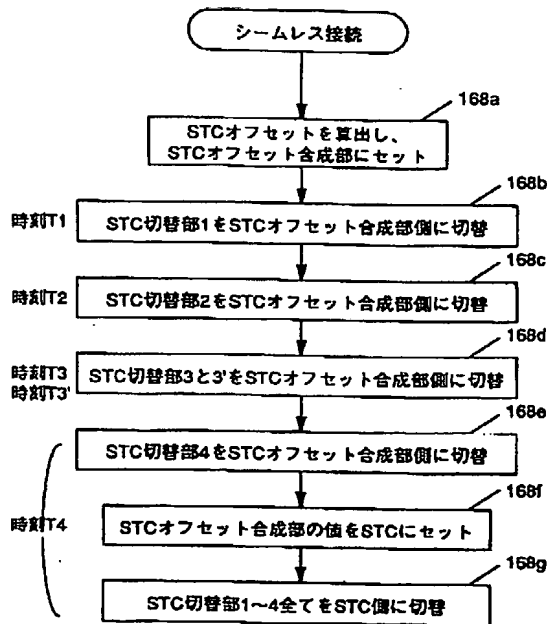 シームレス接続
168a
STCオフセットを算出し、
STCオフセット合成部にセット
168b
時刻T1
STC切替部1をSTCオフセット合成部側に切替
168c
時刻T2
STC切替部2をSTCオフセット合成部側に切替
168d
時刻T3
時刻T3'
STC切替部3と3'をSTCオフセット合成部側に切替
168e
STC切替部4をSTCオフセット合成部側に切替
168f
時刻T4
STCオフセット合成部の値をSTCにセット
168g
STC切替部1〜4全てをSTC側に切替